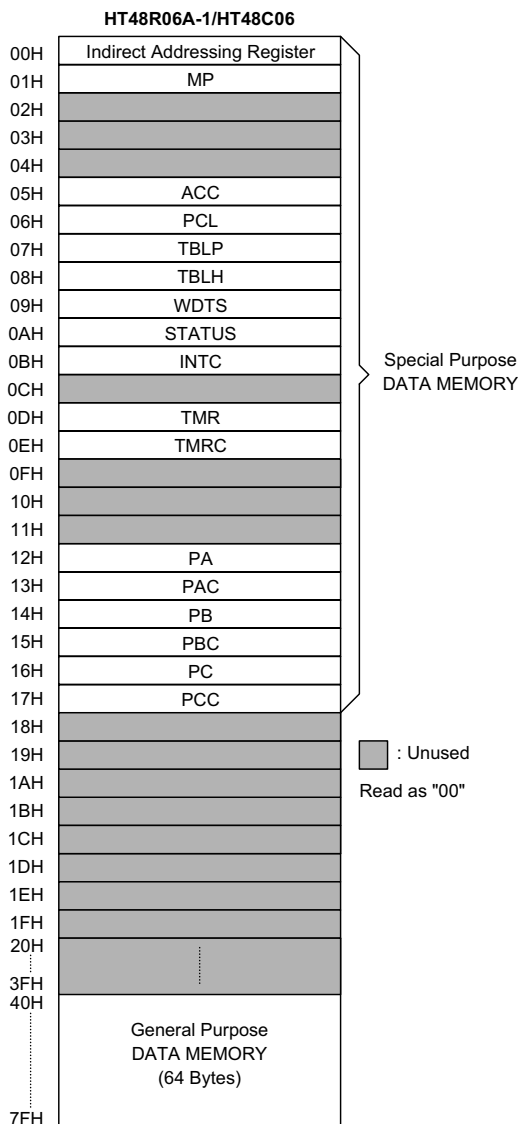 HT48R06A-1/HT48C06
00H Indirect Addressing Register
01H MP
02H
03H
04H
05H ACC
06H PCL
07H TBLP
08H TBLH
09H WDTS
0AH STATUS
0BH INTC
Special Purpose
DATA MEMORY
0CH
0DH TMR
0EH TMRC
0FH
10H
11H
12H PA
13H PAC
14H PB
15H PBC
16H PC
17H PCC
18H
19H
: Unused
1AH
Read as "00"
1BH
1CH
1DH
1EH
1FH
20H
3FH
40H
General Purpose
DATA MEMORY
(64 Bytes)
7FH